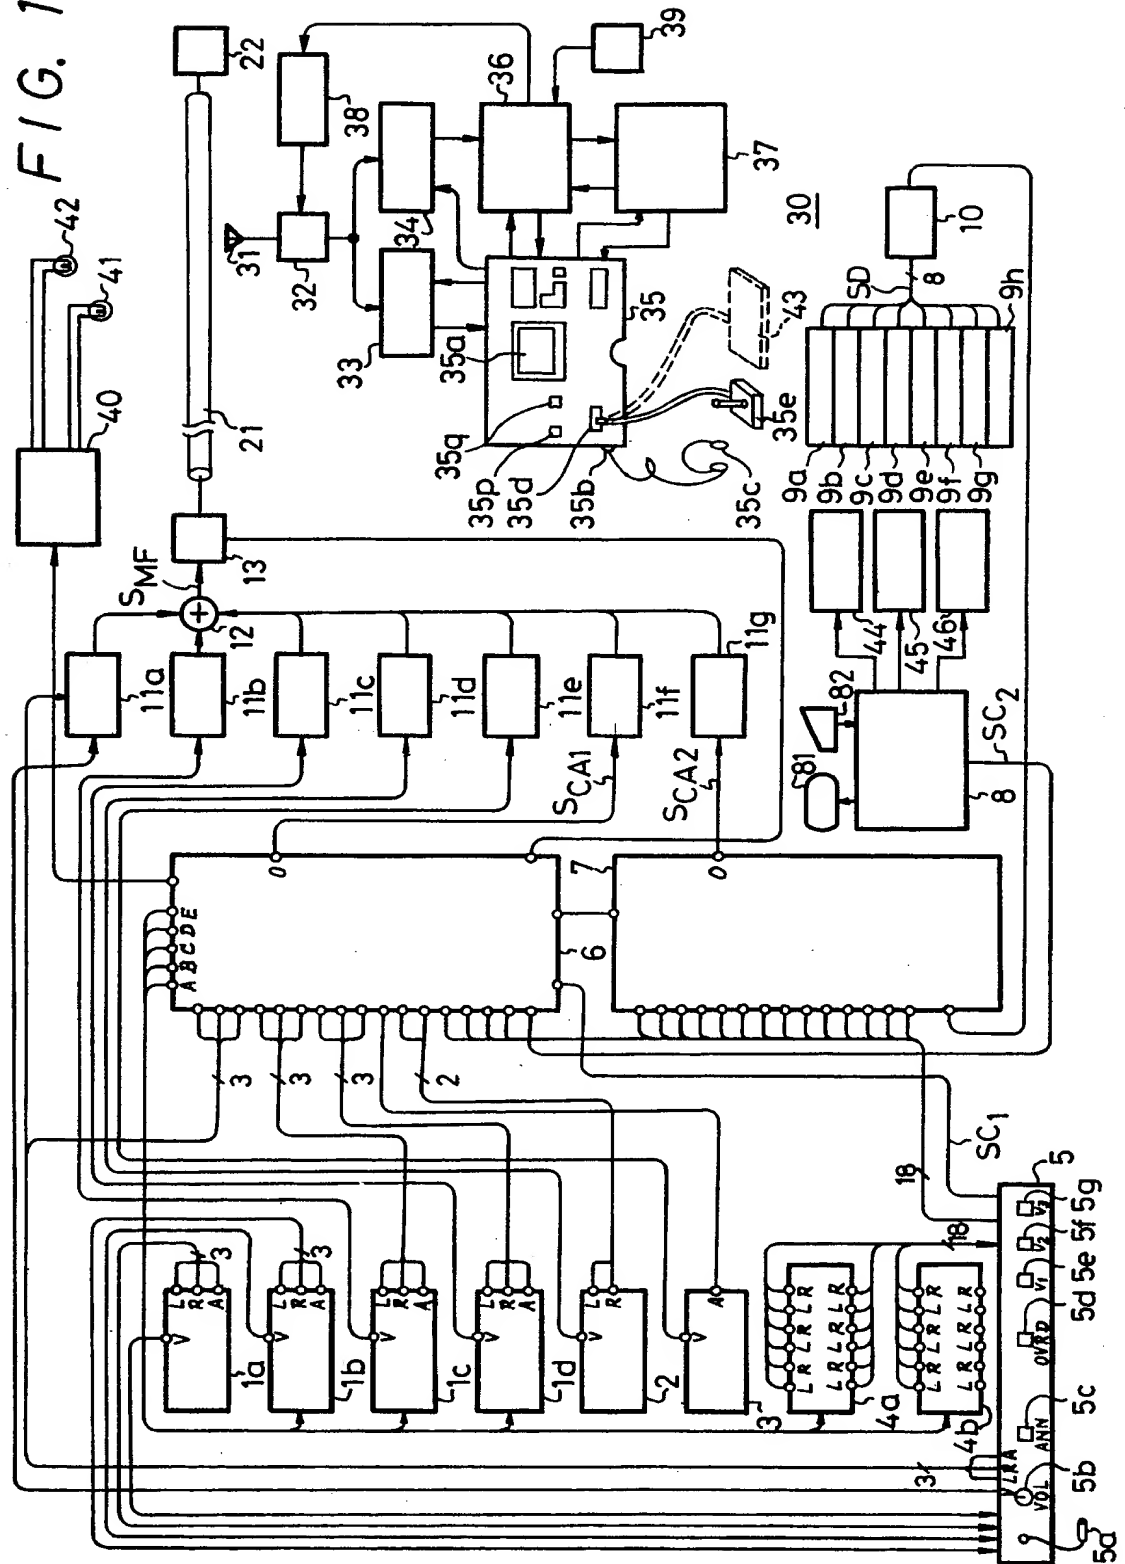 FIG. 1
42
41
40
22
21
13
SMF
12
11a
11b
11c
11d
11e
11f
11g
SCA1
SCA2
31
32
33
34
35
35a
35q
35p
35d
35b
35c
35e
36
37
38
39
43
30
O
A B C D E
6
7
O
3
3
3
2
81
82
8
SC2
44
45
46
9a
9b
9c
9d
9e
9f
9g
9h
SD
8
10
V L R A
1a
3
V L R A
1b
3
V L R A
1c
V L R A
1d
V L R
2
V A
3
L R L R L R
L R L R L R
4a
L R L R L R
L R L R L R
4b
18
18
SC1
3
V L R A
VOL
ANN
OVRD
V1
V2
V3
5
5a
5b
5c
5d
5e
5f
5g